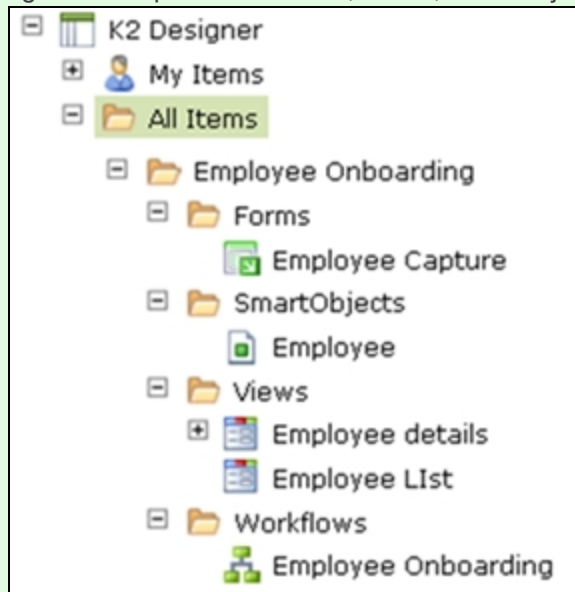 K2 Designer
My Items
All Items
Employee Onboarding
Forms
Employee Capture
SmartObjects
Employee
Views
Employee details
Employee LIst
Workflows
Employee Onboarding